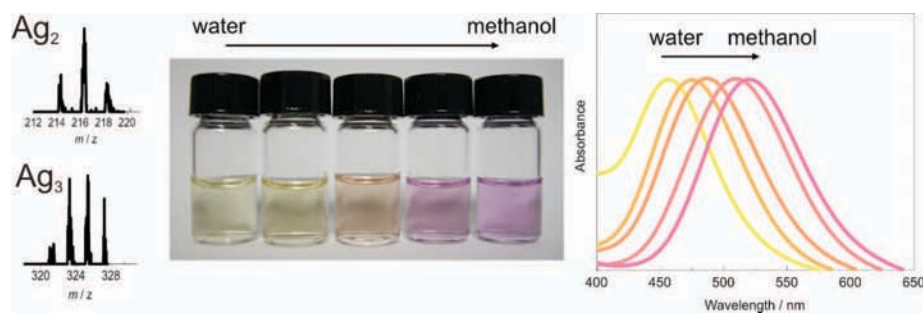 Ag2
212 214 216 218 220
m / z
Ag3
320 324 328
m / z
water methanol
water methanol
Absorbance
400 450 500 550 600 650
Wavelength / nm